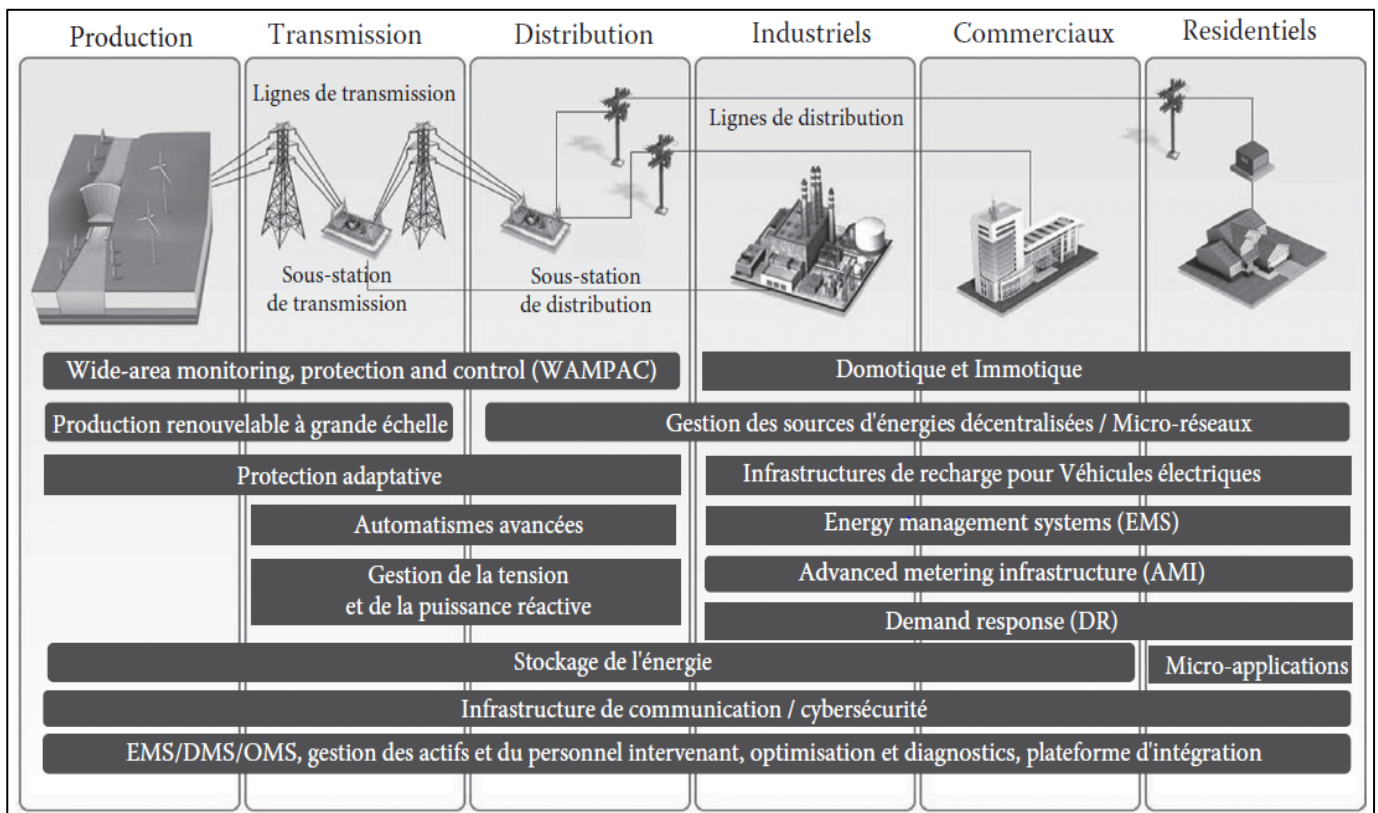 Production
Transmission
Distribution
Industriels
Commerciaux
Residentiels
Lignes de transmission
Lignes de distribution
Sous-station
de transmission
Sous-station
de distribution
Wide-area monitoring, protection and control (WAMPAC)
Domotique et Immotique
Production renouvelable à grande échelle
Gestion des sources d'énergies décentralisées / Micro-réseaux
Protection adaptative
Infrastructures de recharge pour Véhicules électriques
Automatismes avancées
Energy management systems (EMS)
Gestion de la tension
et de la puissance réactive
Advanced metering infrastructure (AMI)
Demand response (DR)
Stockage de l'énergie
Micro-applications
Infrastructure de communication / cybersécurité
EMS/DMS/OMS, gestion des actifs et du personnel intervenant, optimisation et diagnostics, plateforme d'intégration